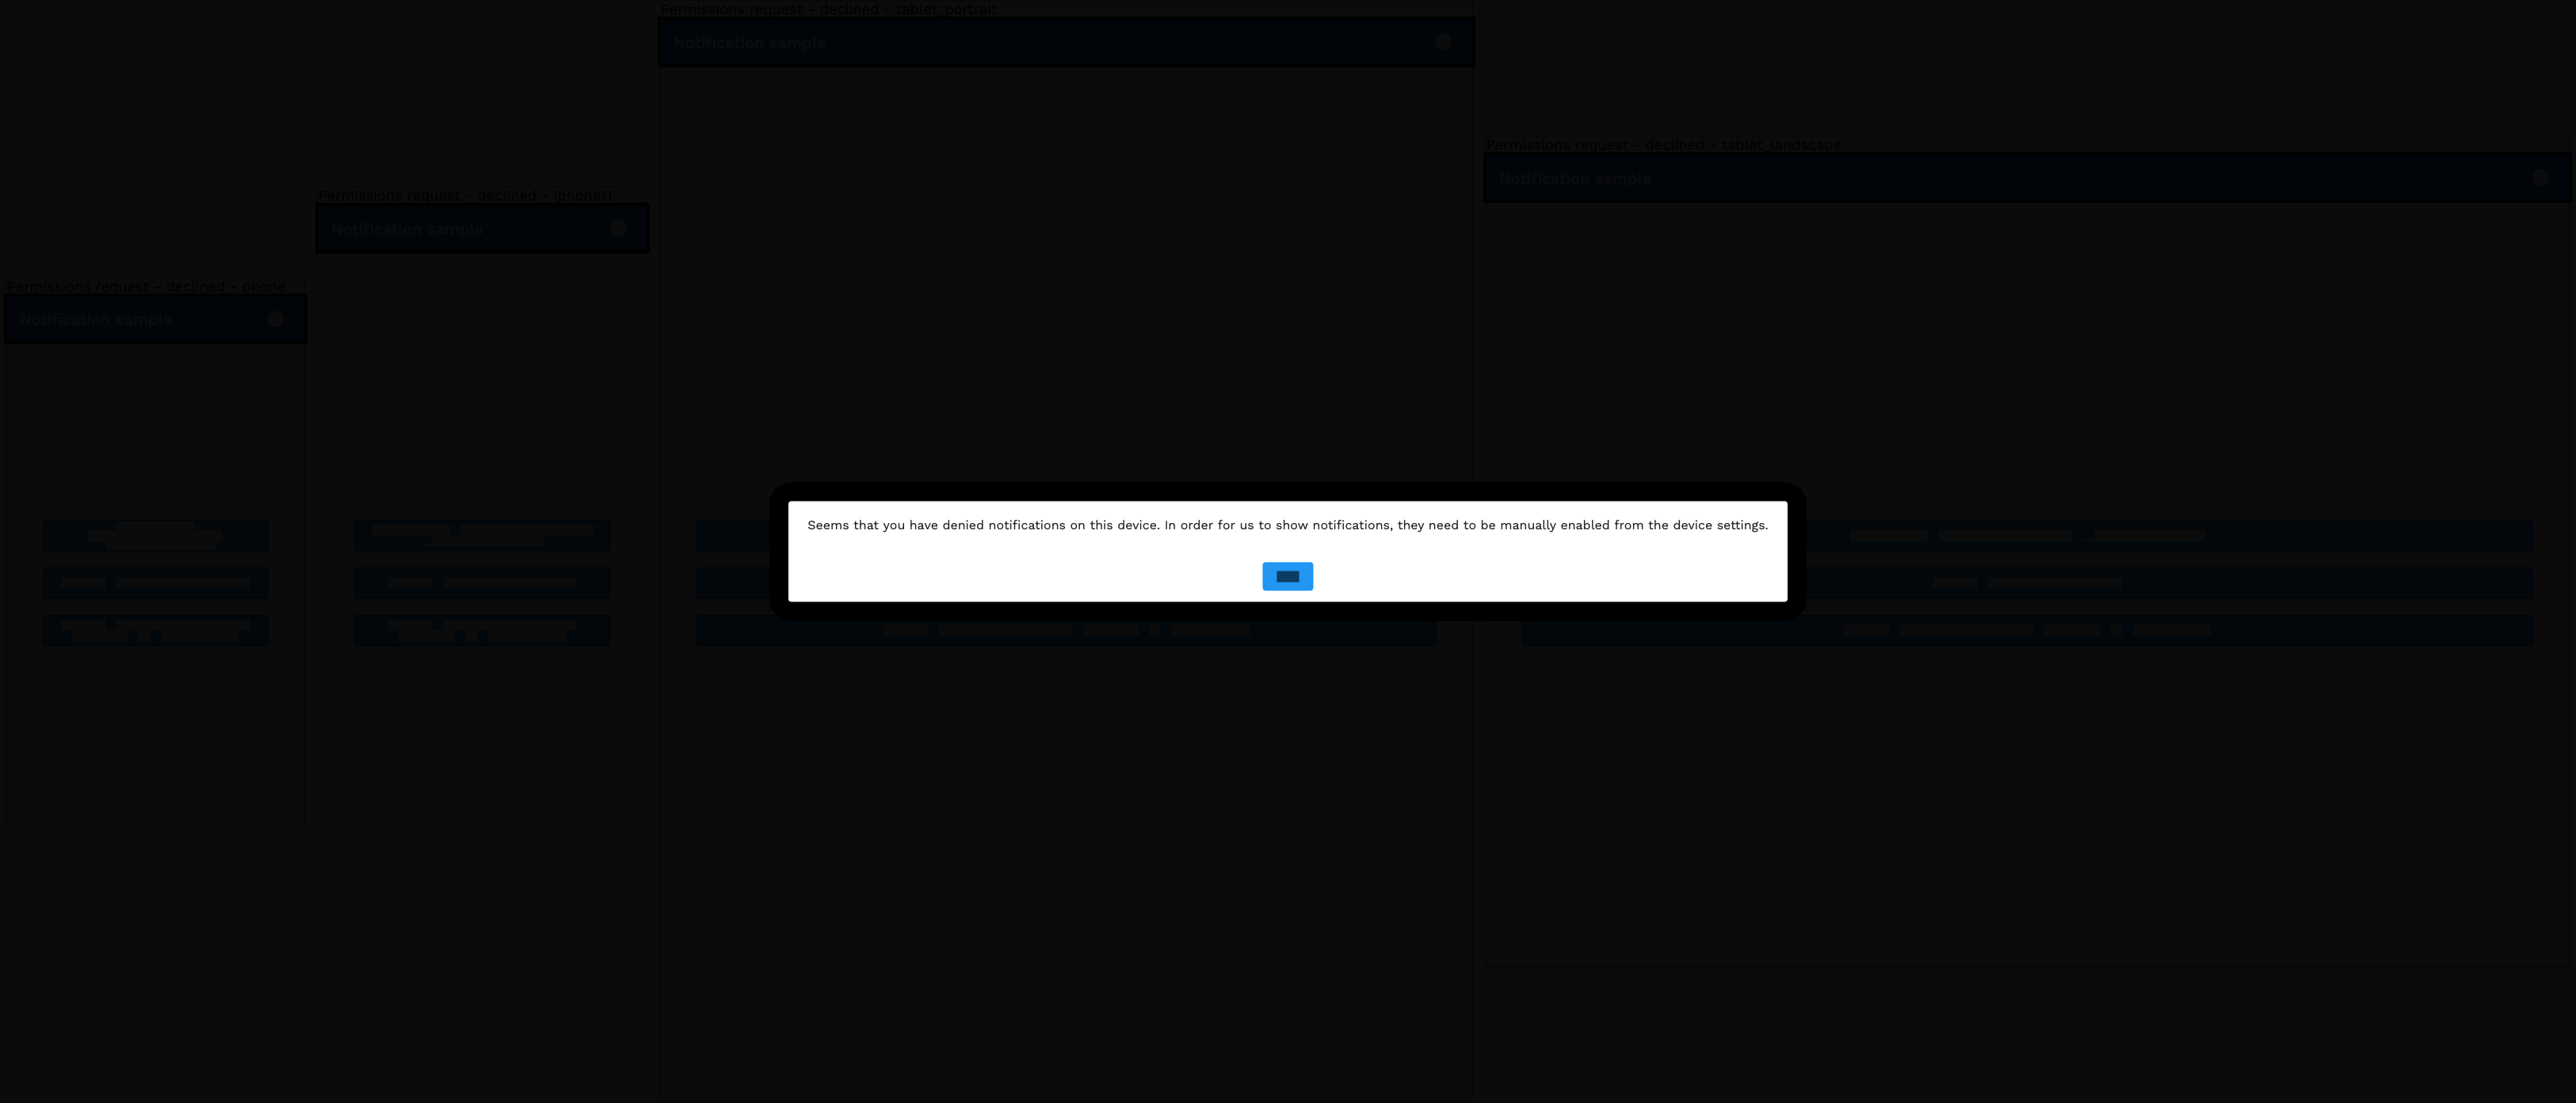 Permissions request - declined - tablet_portrait
Notification sample
Permissions request - declined - tablet_landscape
Notification sample
Permissions request - declined - iphone11
Notification sample
Permissions request - declined - phone
Notification sample
Seems that you have denied notifications on this device. In order for us to show notifications, they need to be manually enabled from the device settings.